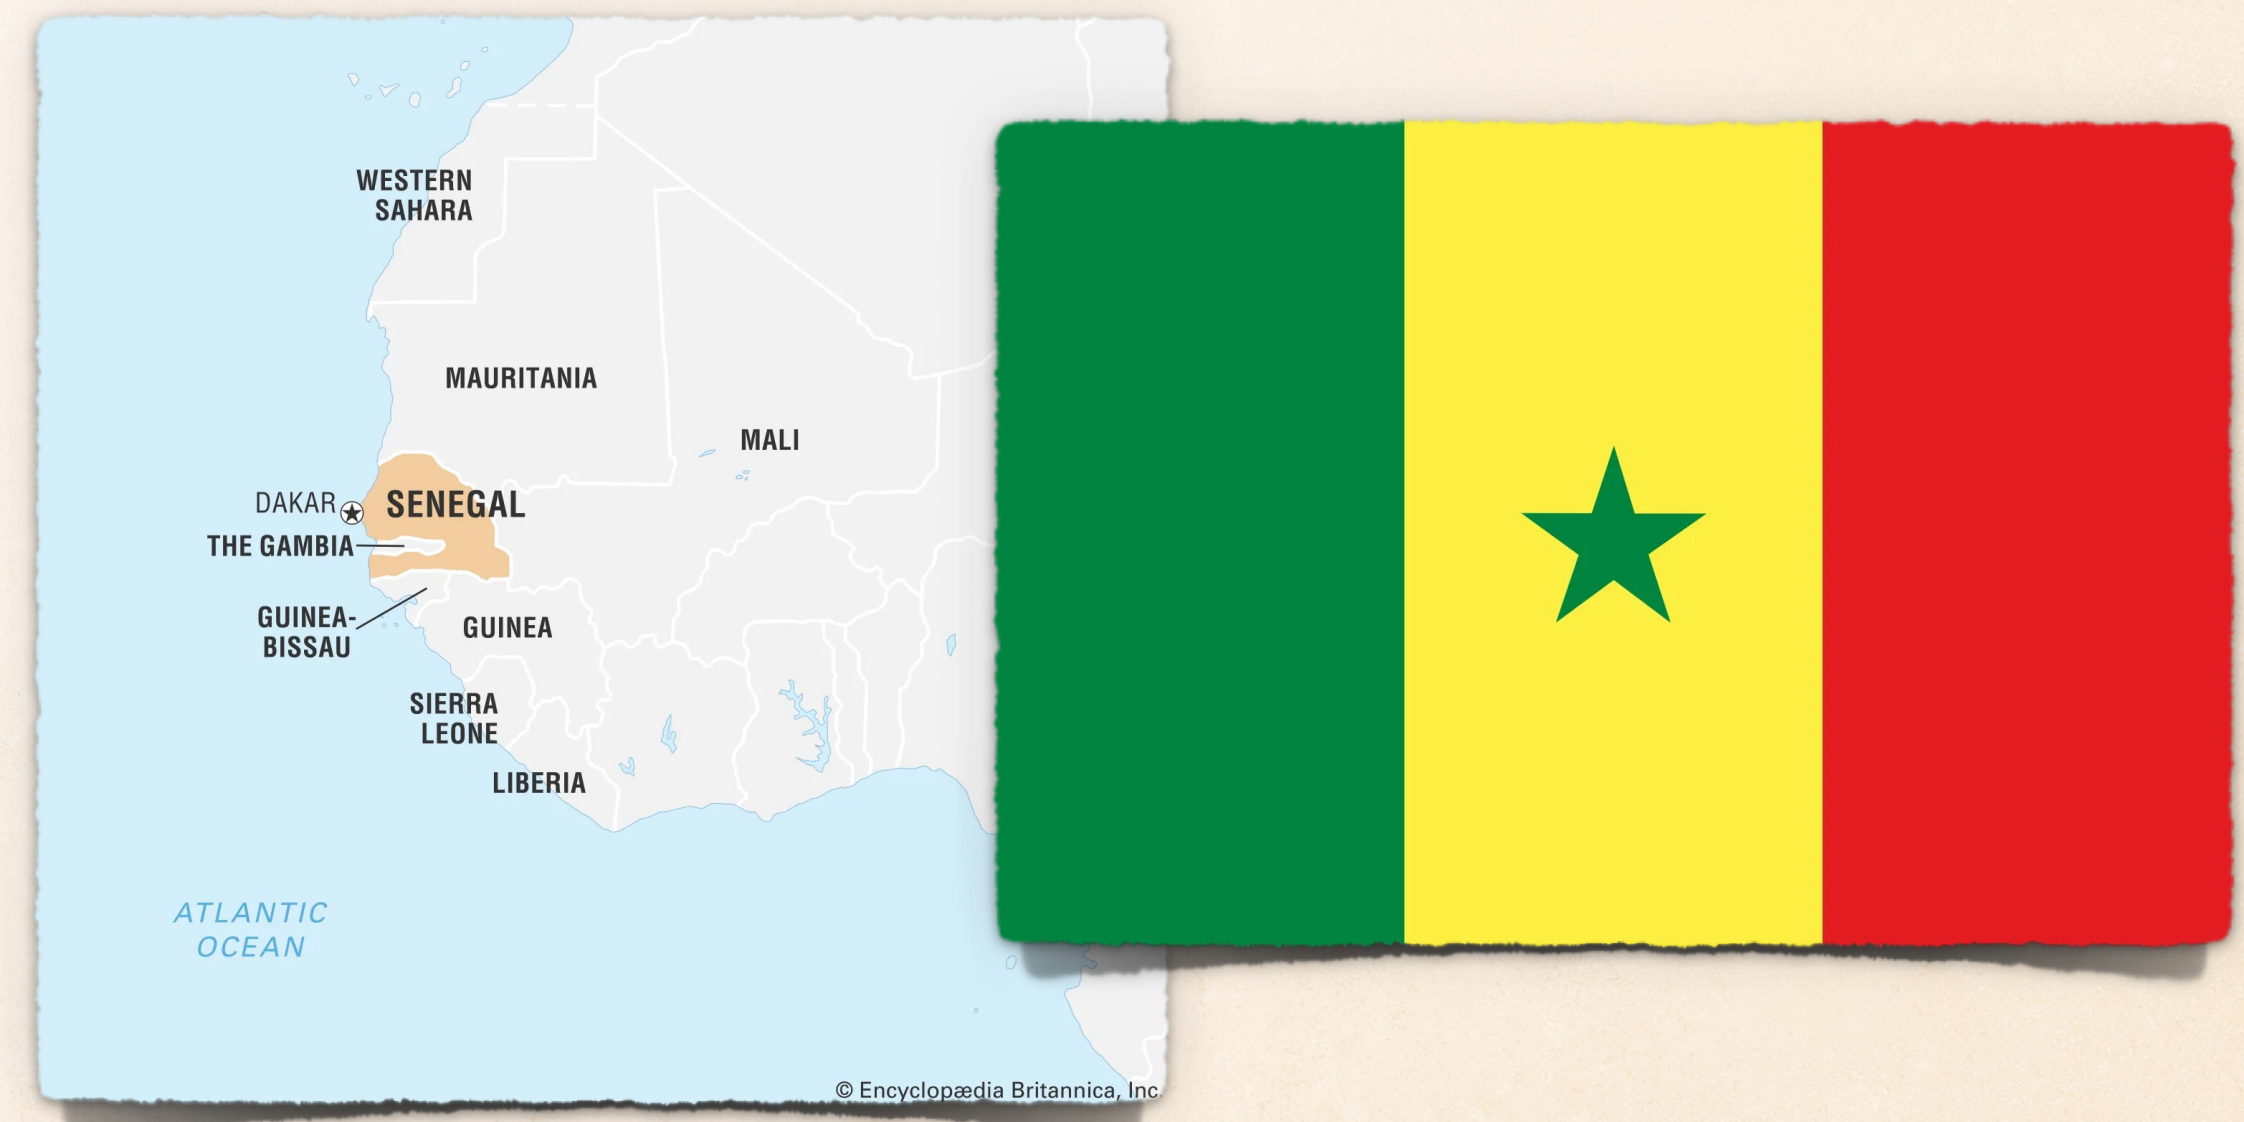 WESTERN
SAHARA
MAURITANIA
MALI
DAKAR
SENEGAL
THE GAMBIA
GUINEA-
BISSAU
GUINEA
SIERRA
LEONE
LIBERIA
ATLANTIC
OCEAN
© Encyclopædia Britannica, Inc.